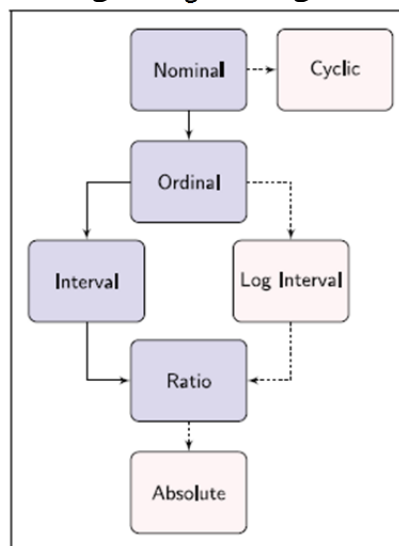 Nominal
Cyclic
Ordinal
Interval
Log Interval
Ratio
Absolute